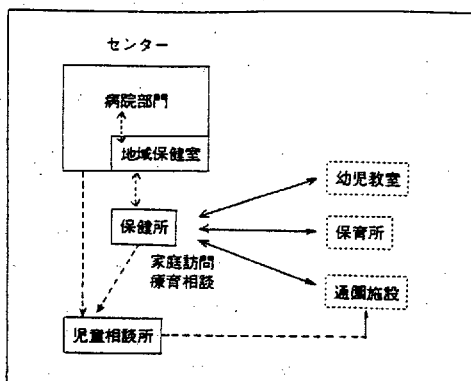 センター
病院部門
地域保健室
幼児教室
保健所
保育所
家庭訪問
療育相談
通園施設
児童相談所